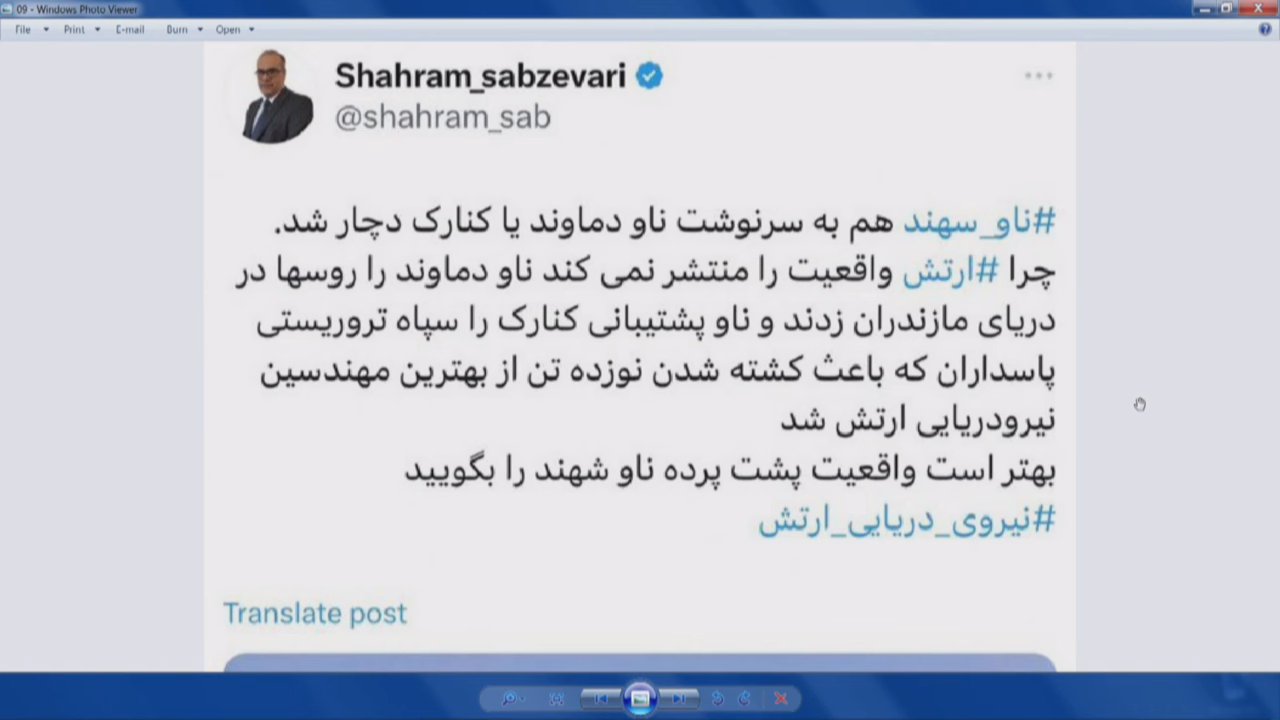 09 - Windows Photo Viewer
File Print E-mail Burn Open
Shahram_sabzevari
@shahram_sab
#ناو_سهند هم به سرنوشت ناو دماوند یا کنارک دچار شد.
چرا #ارتش واقعیت را منتشر نمی کند ناو دماوند را روسها در
دریای مازندران زدند و ناو پشتیبانی کنارک را سپاه تروریستی
پاسداران که باعث کشته شدن نوزده تن از بهترین مهندسین
نیرودریایی ارتش شد
بهتر است واقعیت پشت پرده ناو شهند را بگویید
#نیروی_دریایی_ارتش
Translate post